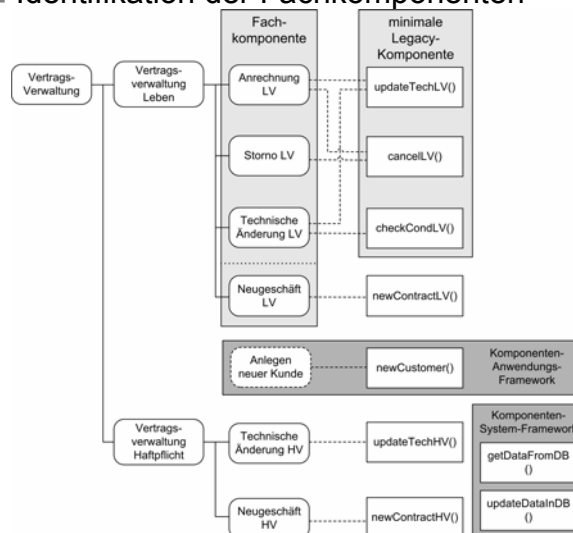 Identifikation der Fachkomponenten
Fach-
komponente
minimale
Legacy-
Komponente
Vertrags-
Verwaltung
Vertrags-
verwaltung
Leben
Anrechnung
LV
updateTechLV()
Storno LV
cancelLV()
Technische
Änderung LV
checkCondLV()
Neugeschäft
LV
newContractLV()
Anlegen
neuer Kunde
newCustomer()
Komponenten-
Anwendungs-
Framework
Vertrags-
verwaltung
Haftpflicht
Technische
Änderung HV
updateTechHV()
Komponenten-
System-Framework
getDataFromDB
()
Neugeschäft
HV
newContractHV()
updateDataInDB
()